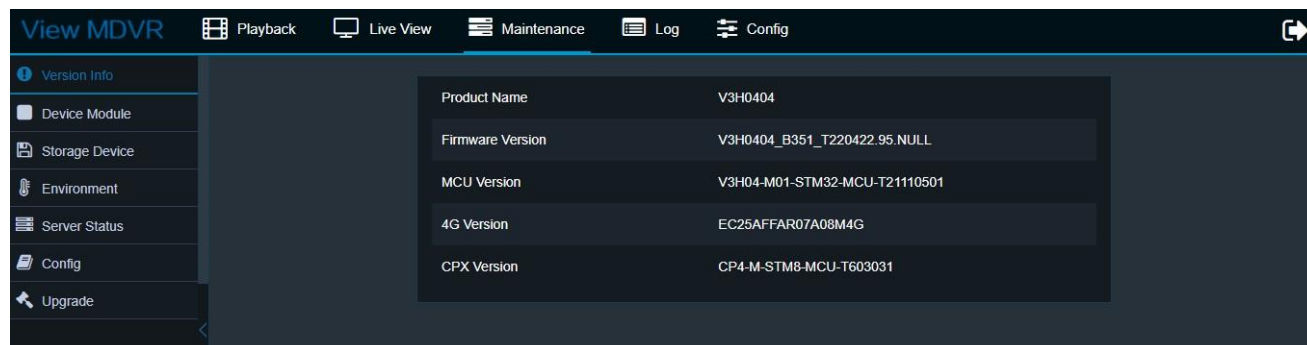 View MDVR Playback Live View Maintenance Log Config
Version Info
Device Module
Storage Device
Environment
Server Status
Config
Upgrade
Product Name V3H0404
Firmware Version V3H0404_B351_T220422.95.NULL
MCU Version V3H04-M01-STM32-MCU-T21110501
4G Version EC25AFFAR07A08M4G
CPX Version CP4-M-STM8-MCU-T603031